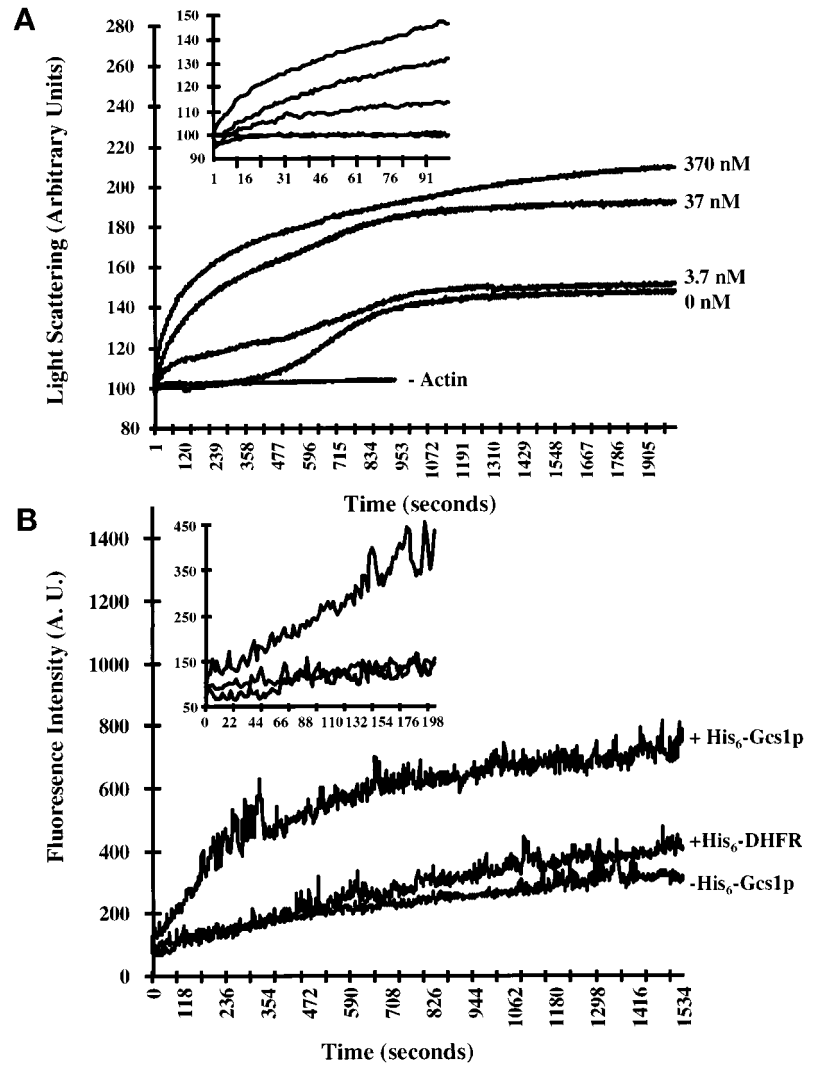 A
Light Scattering (Arbitrary Units)
280
260
240
220
200
180
160
140
120
100
80
150
140
130
120
110
100
90
1 16 31 46 61 76 91
370 nM
37 nM
3.7 nM
0 nM
- Actin
1 120 239 358 477 596 715 834 953 1072 1191 1310 1429 1548 1667 1786 1905
Time (seconds)
B
Fluoresence Intensity (A. U.)
1400
1200
1000
800
600
400
200
0
450
350
250
150
50
0 22 44 66 88 110 132 154 176 198
+ His6-Gcs1p
+His6-DHFR
-His6-Gcs1p
0 118 236 354 472 590 708 826 944 1062 1180 1298 1416 1534
Time (seconds)